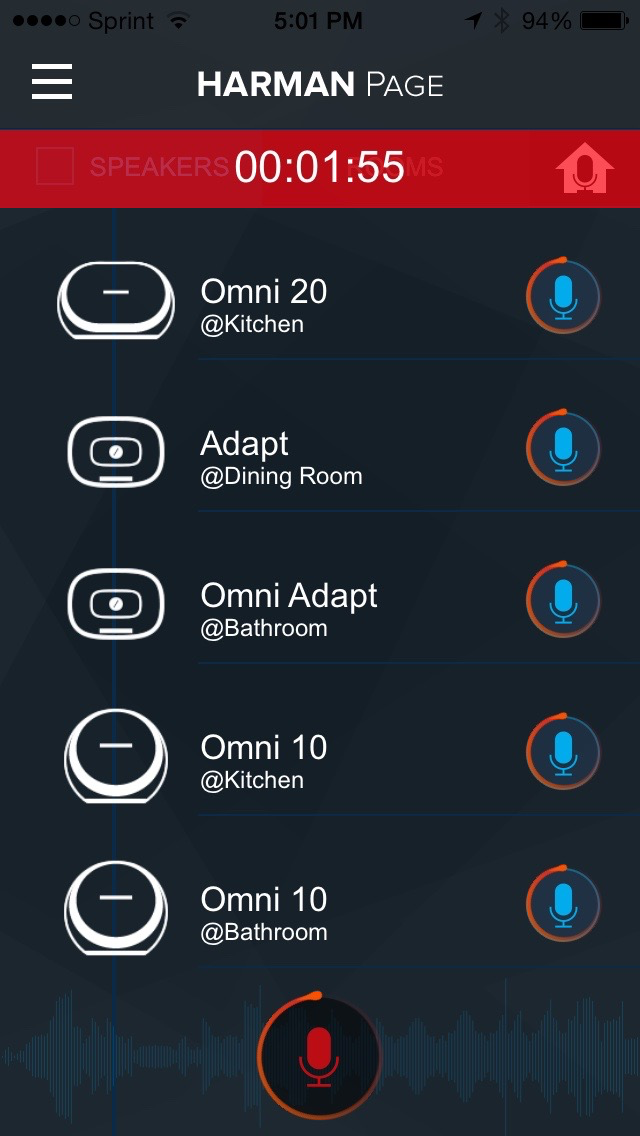 Sprint 5:01 PM 94%
HARMAN PAGE
SPEAKERS 00:01:55 MS
Omni 20
@Kitchen
Adapt
@Dining Room
Omni Adapt
@Bathroom
Omni 10
@Kitchen
Omni 10
@Bathroom